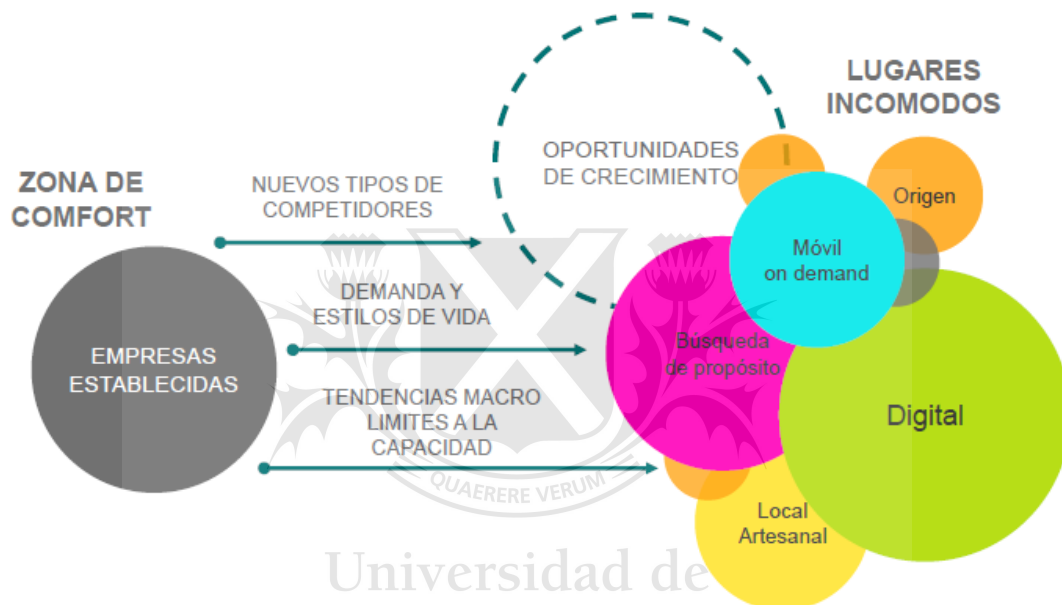 LUGARES
INCOMODOS
OPORTUNIDADES
DE CRECIMIENTO
ZONA DE
COMFORT
NUEVOS TIPOS DE
COMPETIDORES
Origen
Móvil
on demand
DEMANDA Y
ESTILOS DE VIDA
EMPRESAS
ESTABLECIDAS
Búsqueda
de propósito
TENDENCIAS MACRO
LIMITES A LA
CAPACIDAD
Digital
QUAERERE VERUM
Local
Artesanal
Universidad de